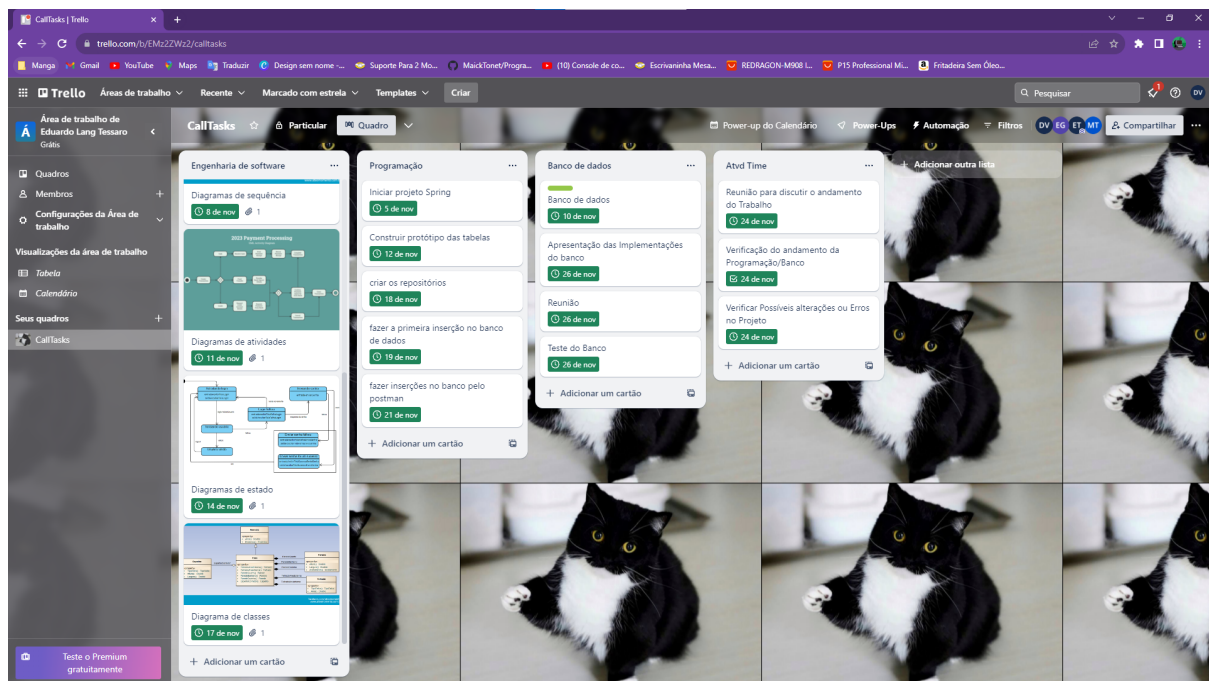 CallTasks | Trello
trello.com/b/EMz2ZWz2/calltasks
Manga Gmail YouTube Maps Traduzir Design sem nome -... Suporte Para 2 Mo... MaickTonet/Progra... (10) Console de co... Escrivaninha Mesa... REDRAGON-M908 I... P15 Professional Mi... Fritadeira Sem Óleo...
Trello Áreas de trabalho Recente Marcado com estrela Templates Criar Pesquisar 1 DV
Á
Área de trabalho de
Eduardo Lang Tessaro
Grátis
Quadros
Membros
Configurações da Área de
trabalho
Visualizações da área de trabalho
Tabela
Calendário
Seus quadros
CallTasks
Teste o Premium
gratuitamente
CallTasks Particular Quadro Power-up do Calendário Power-Ups Automação Filtros DV EG ET MT Compartilhar
Engenharia de software
Diagramas de sequência
8 de nov 1
2023 Payment Processing
Diagramas de atividades
11 de nov 1
Diagramas de estado
14 de nov 1
Diagrama de classes
17 de nov 1
Adicionar um cartão
Programação
Iniciar projeto Spring
5 de nov
Construir protótipo das tabelas
12 de nov
criar os repositórios
18 de nov
fazer a primeira inserção no banco
de dados
19 de nov
fazer inserções no banco pelo
postman
21 de nov
Adicionar um cartão
Banco de dados
Banco de dados
10 de nov
Apresentação das Implementações
do banco
26 de nov
Reunião
26 de nov
Teste do Banco
26 de nov
Adicionar um cartão
Atvd Time
Reunião para discutir o andamento
do Trabalho
24 de nov
Verificação do andamento da
Programação/Banco
24 de nov
Verificar Possíveis alterações ou Erros
no Projeto
24 de nov
Adicionar um cartão
Adicionar outra lista